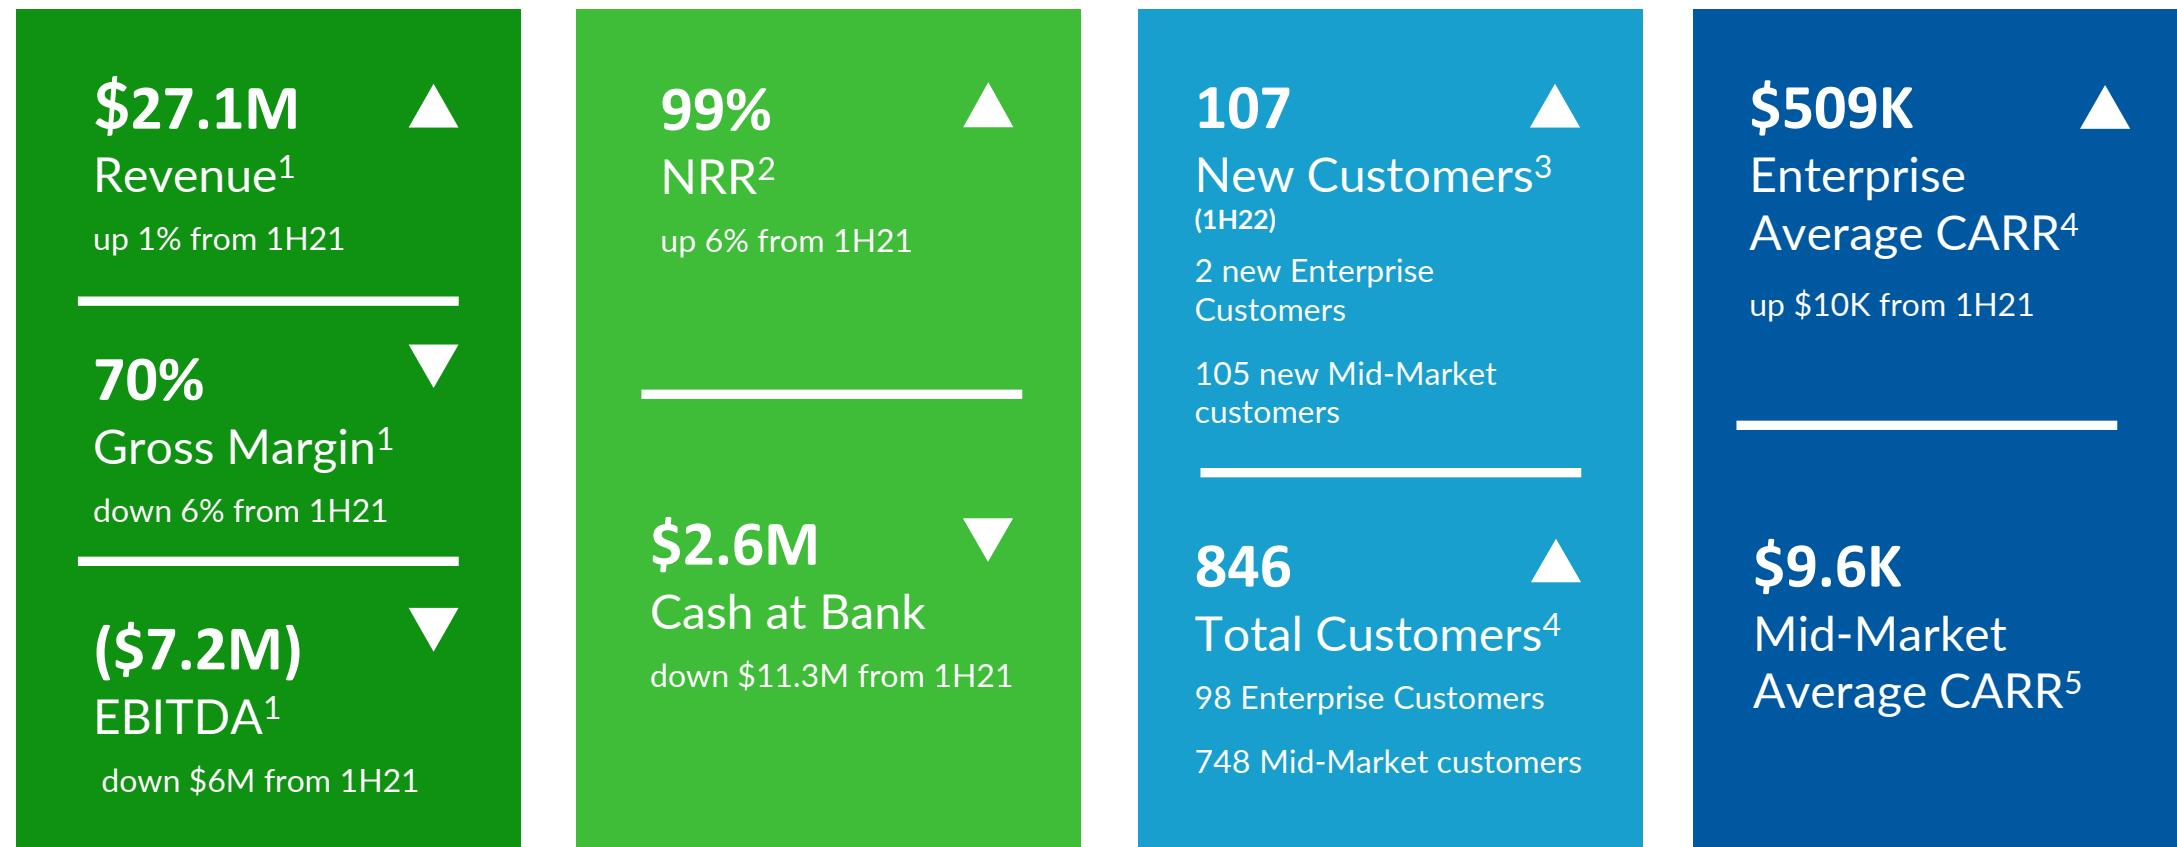 $27.1M
Revenue¹
up 1% from 1H21
70%
Gross Margin¹
down 6% from 1H21
($7.2M)
EBITDA¹
down $6M from 1H21
99%
NRR²
up 6% from 1H21
$2.6M
Cash at Bank
down $11.3M from 1H21
107
New Customers³
(1H22)
2 new Enterprise
Customers
105 new Mid-Market
customers
846
Total Customers⁴
98 Enterprise Customers
748 Mid-Market customers
$509K
Enterprise
Average CARR⁴
up $10K from 1H21
$9.6K
Mid-Market
Average CARR⁵